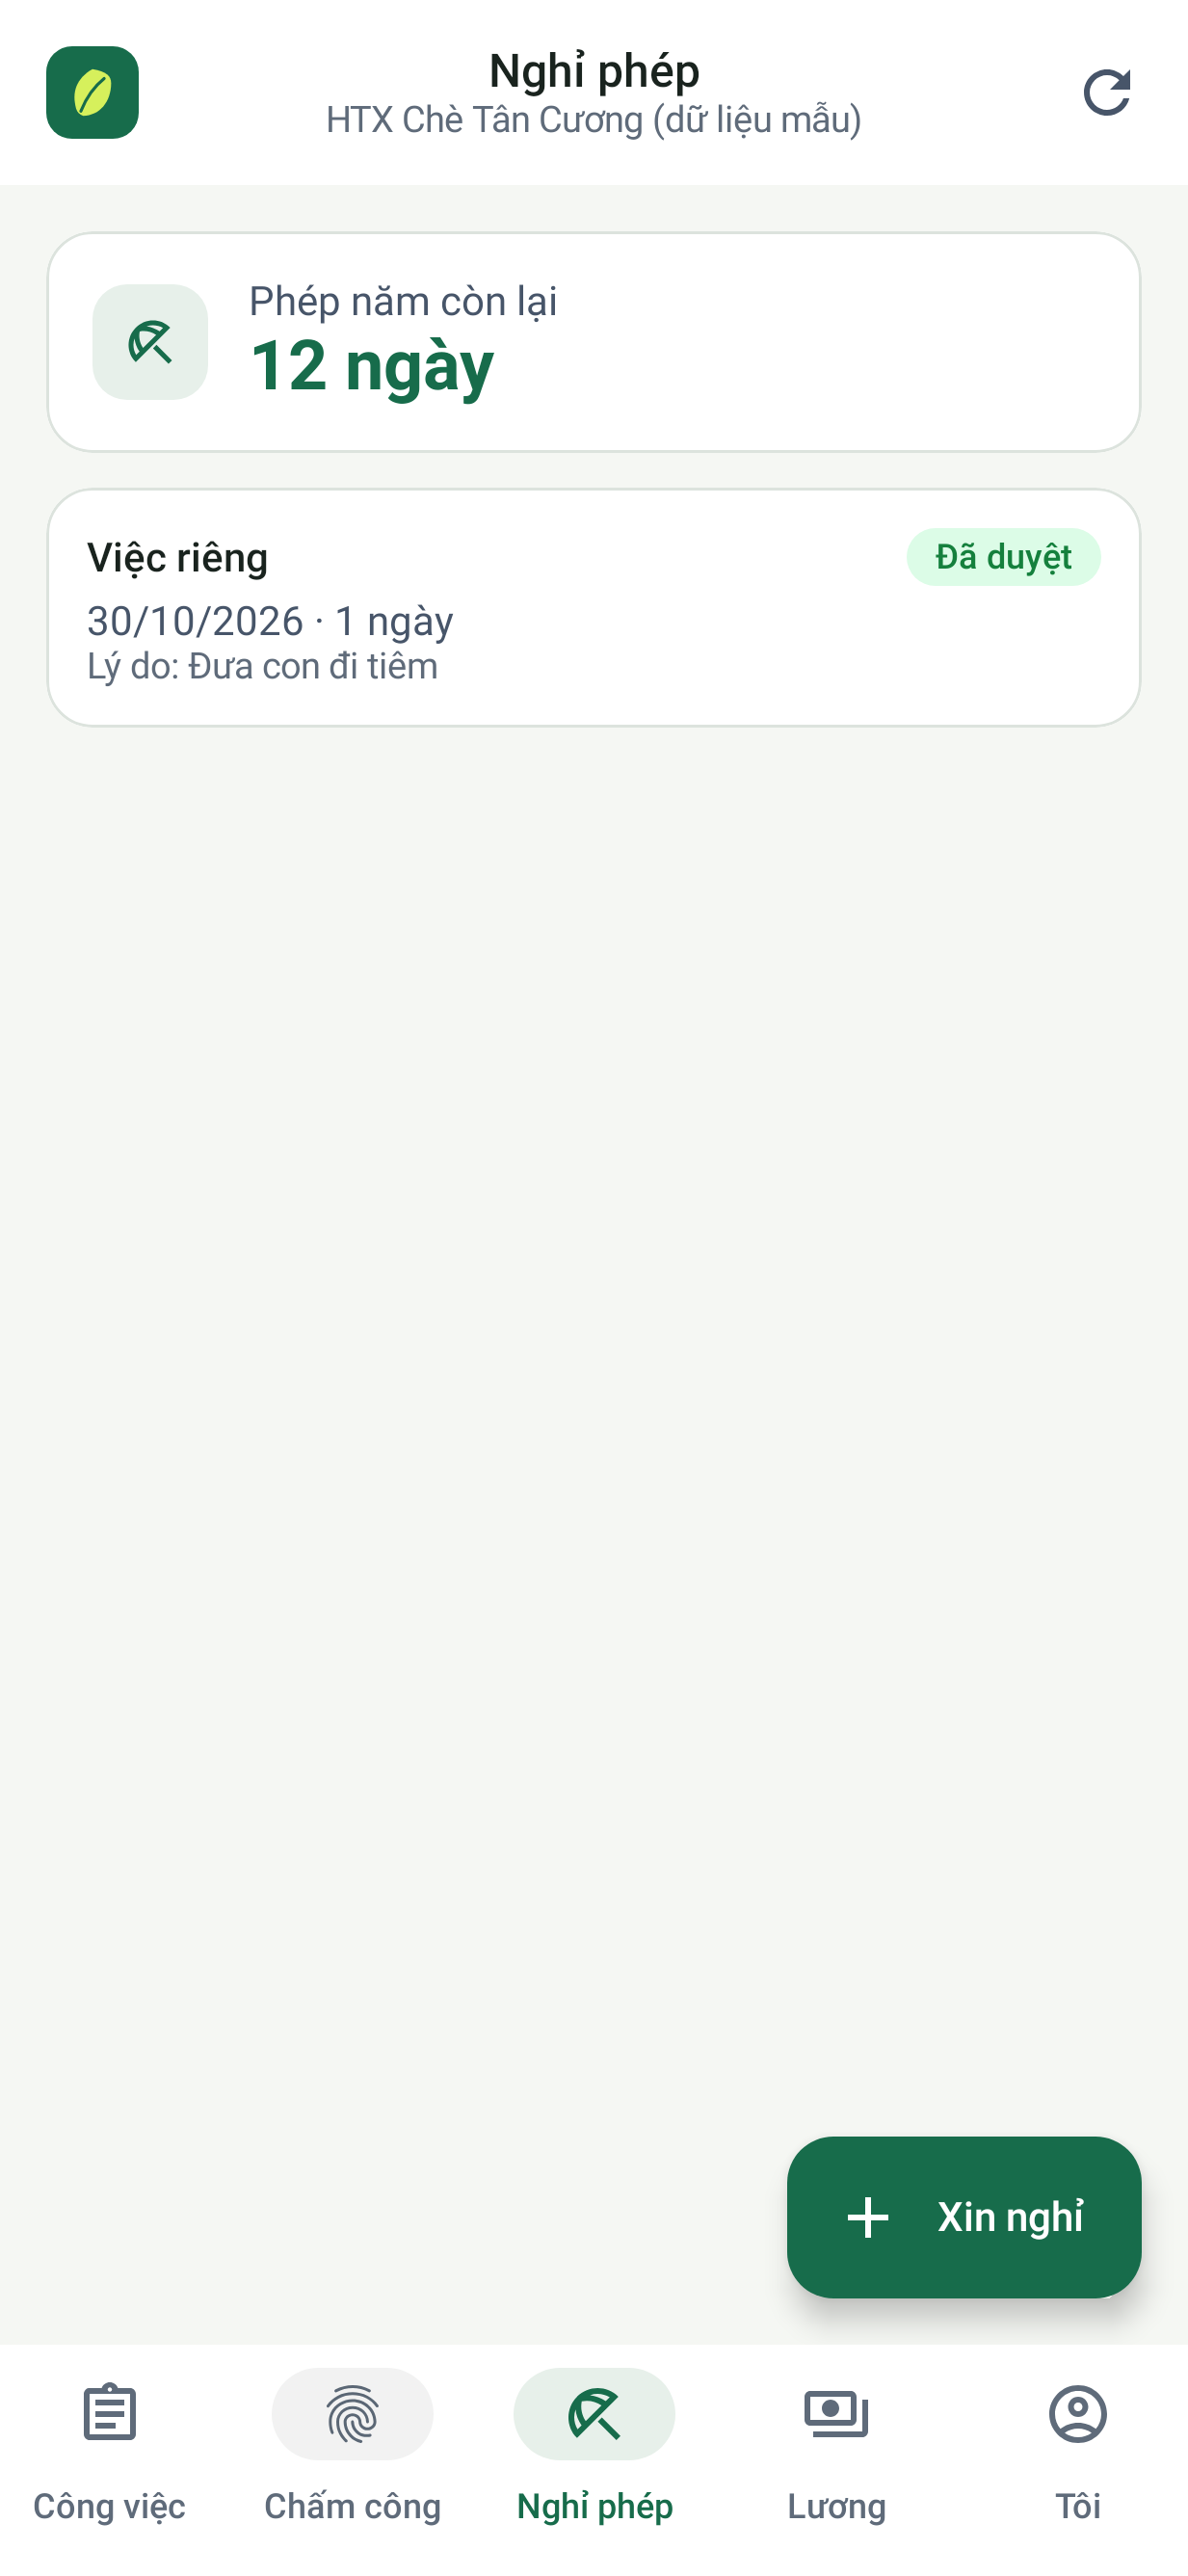 Nghỉ phép
HTX Chè Tân Cương (dữ liệu mẫu)
Phép năm còn lại
12 ngày
Việc riêng
Đã duyệt
30/10/2026 · 1 ngày
Lý do: Đưa con đi tiêm
Xin nghỉ
Công việc
Chấm công
Nghỉ phép
Lương
Tôi